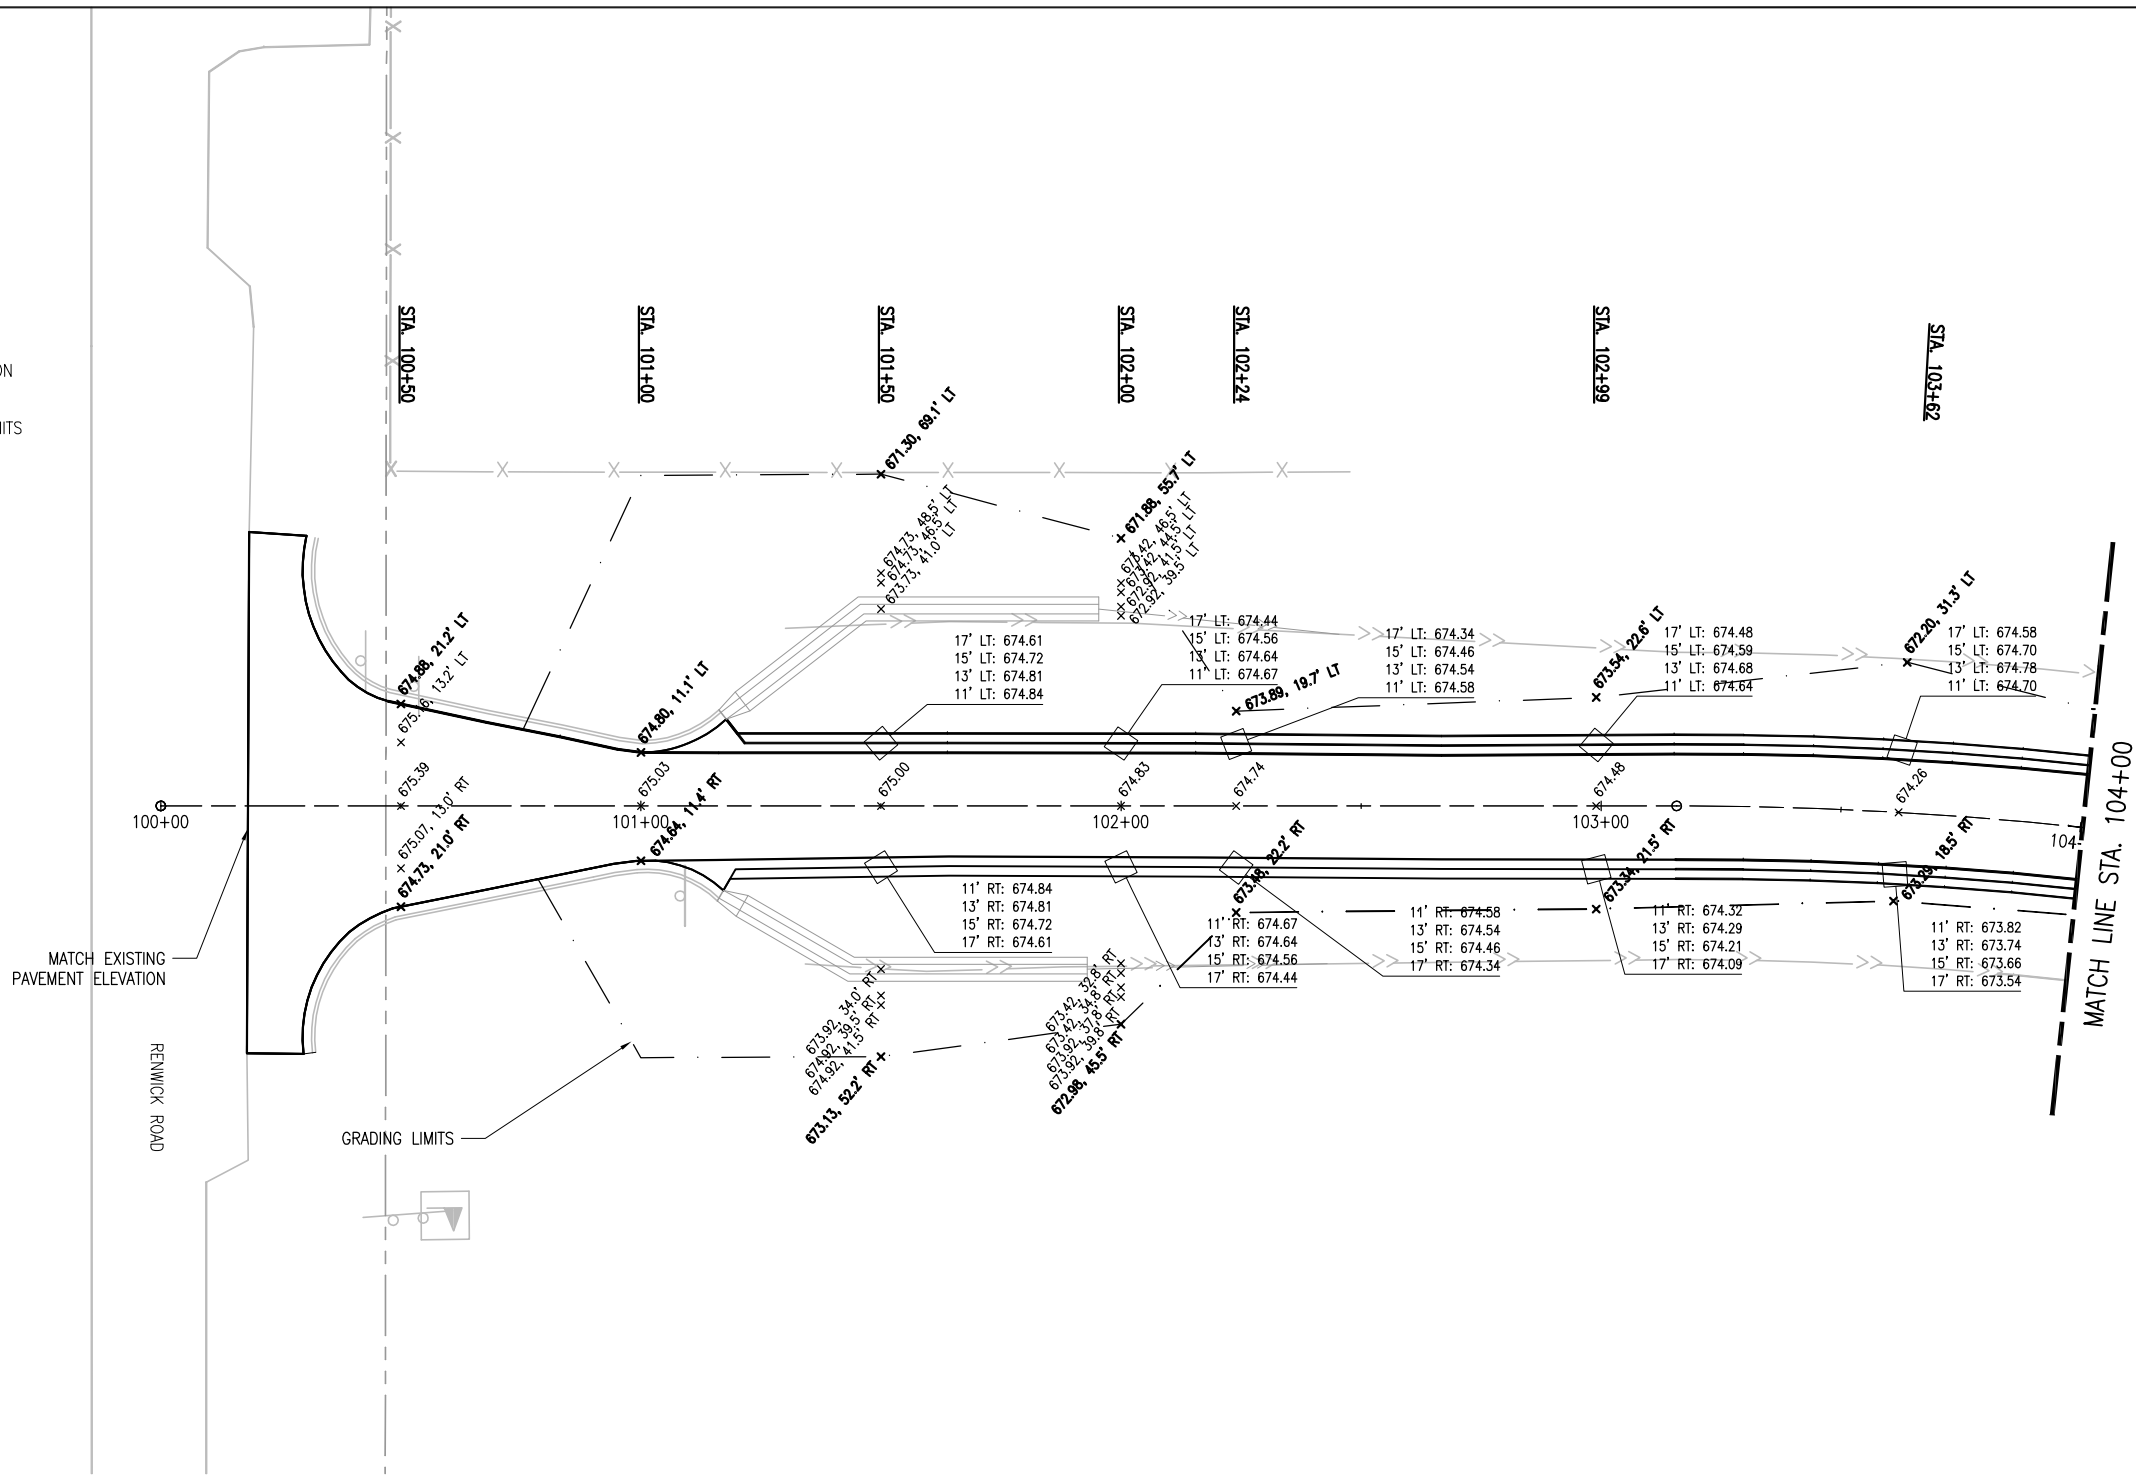 ON
NITS
STA. 100+50
STA. 101+00
STA. 101+50
STA. 102+00
STA. 102+24
STA. 102+99
STA. 103+62
671.30, 69.1' LT
674.73, 48.5' LT
674.73, 46.5' LT
673.73, 41.0' LT
671.88, 55.7' LT
673.42, 46.5' LT
673.42, 44.5' LT
672.92, 41.5' LT
672.92, 39.5' LT
674.88, 21.2' LT
13.2' LT
674.80, 11.1' LT
17' LT: 674.61
15' LT: 674.72
13' LT: 674.81
11' LT: 674.84
17' LT: 674.44
15' LT: 674.56
13' LT: 674.64
11' LT: 674.67
673.89, 19.7' LT
17' LT: 674.34
15' LT: 674.46
13' LT: 674.54
11' LT: 674.58
673.54, 22.6' LT
17' LT: 674.48
15' LT: 674.59
13' LT: 674.68
11' LT: 674.64
672.20, 31.3' LT
17' LT: 674.58
15' LT: 674.70
13' LT: 674.78
11' LT: 674.70
675.39
675.03
675.00
674.83
674.74
674.48
674.26
100+00
101+00
102+00
103+00
104
675.07, 13.0' RT
674.73, 21.0' RT
674.64, 11.4' RT
11' RT: 674.84
13' RT: 674.81
15' RT: 674.72
17' RT: 674.61
11' RT: 674.67
13' RT: 674.64
15' RT: 674.56
17' RT: 674.44
673.48, 22.2' RT
11' RT: 674.58
13' RT: 674.54
15' RT: 674.46
17' RT: 674.34
673.34, 21.5' RT
11' RT: 674.32
13' RT: 674.29
15' RT: 674.21
17' RT: 674.09
673.29, 18.5' RT
11' RT: 673.82
13' RT: 673.74
15' RT: 673.66
17' RT: 673.54
673.92, 34.0' RT
674.92, 39.5' RT
674.92, 41.5' RT
673.13, 52.2' RT
673.42, 32.8' RT
673.42, 34.8' RT
673.92, 37.8' RT
673.92, 39.8' RT
672.98, 45.5' RT
MATCH EXISTING
PAVEMENT ELEVATION
RENWICK ROAD
GRADING LIMITS
MATCH LINE STA. 104+00